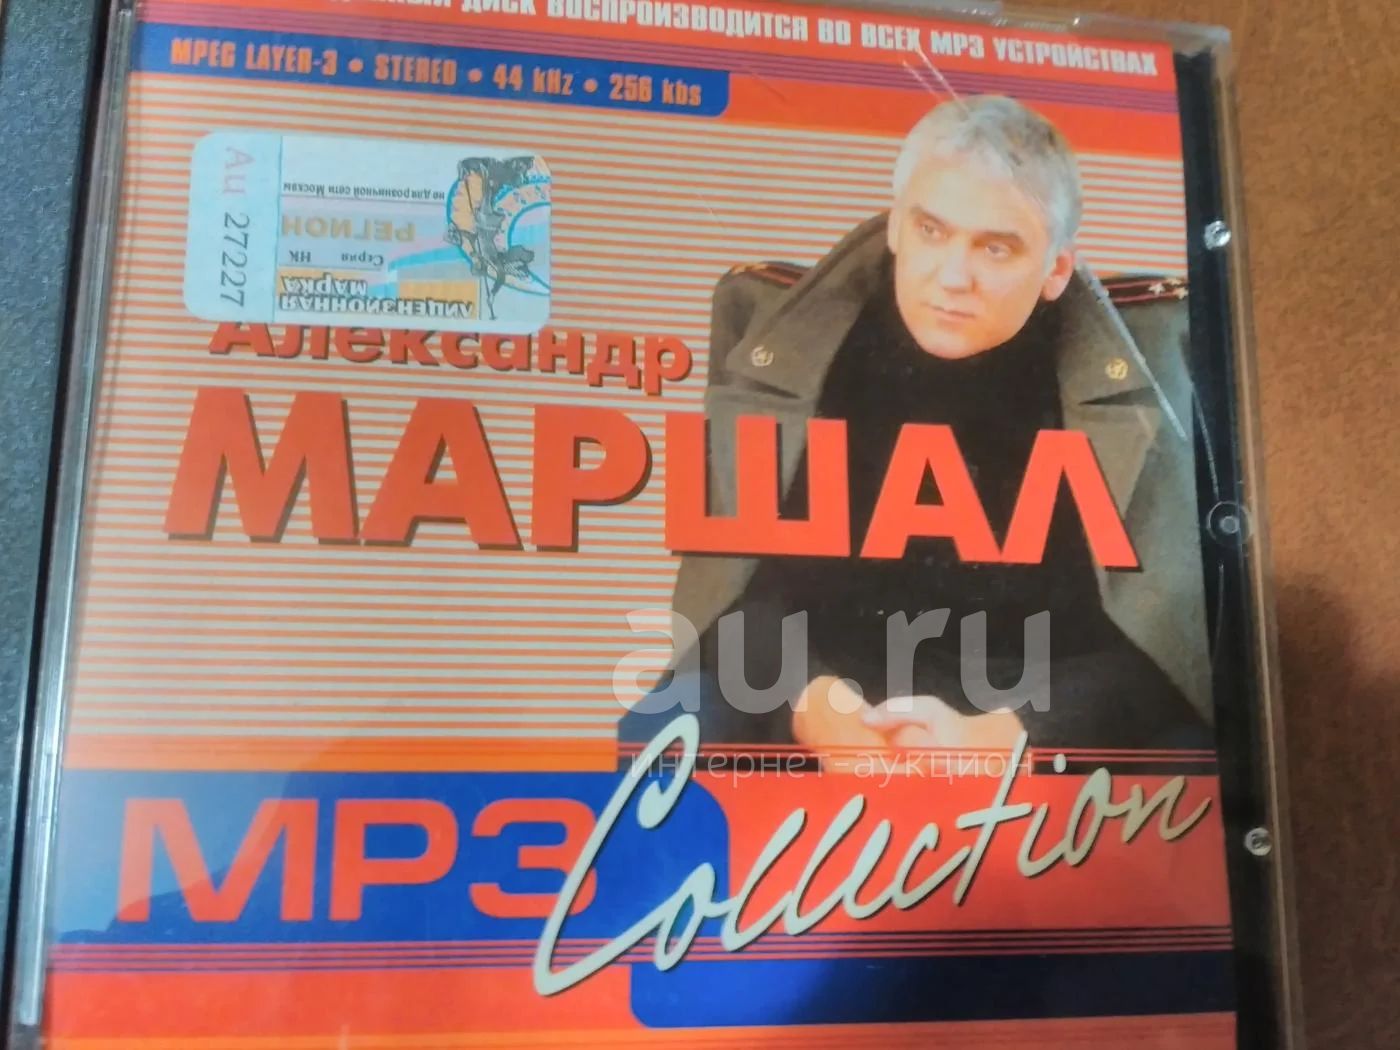 ДИСК ВОСПРОИЗВОДИТСЯ ВО ВСЕХ MP3 УСТРОЙСТВАХ
MPEG LAYER-3 • STEREO • 44 kHz • 256 kbs
Au 27227
ЛИЦЕНЗИОННАЯ
МАРКА
Серия НК
РЕГИОН
не для розничной сети Москвы
Александр
МАРШАЛ
au.ru
интернет-аукцион
MP3 Collection